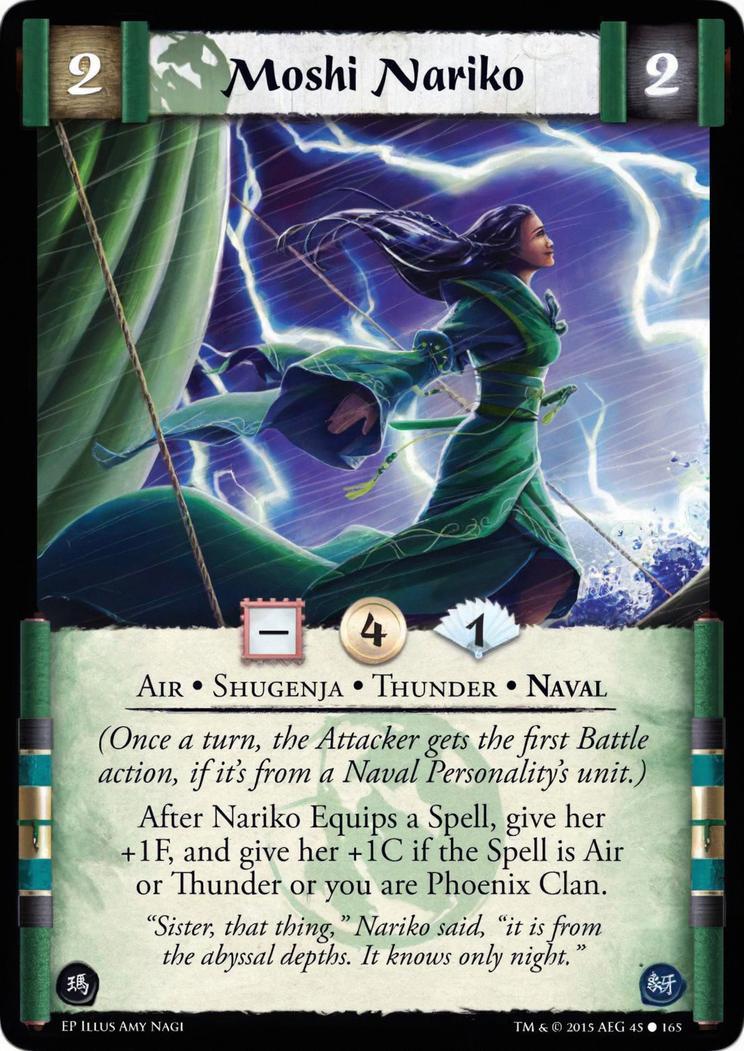 2 Moshi Nariko 2
– 4 1
Air • Shugenja • Thunder • Naval
(Once a turn, the Attacker gets the first Battle
action, if it's from a Naval Personality's unit.)
After Nariko Equips a Spell, give her
+1F, and give her +1C if the Spell is Air
or Thunder or you are Phoenix Clan.
“Sister, that thing,” Nariko said, “it is from
the abyssal depths. It knows only night.”
瑪 象牙
EP Illus Amy Nagi TM & © 2015 AEG 45 ● 165